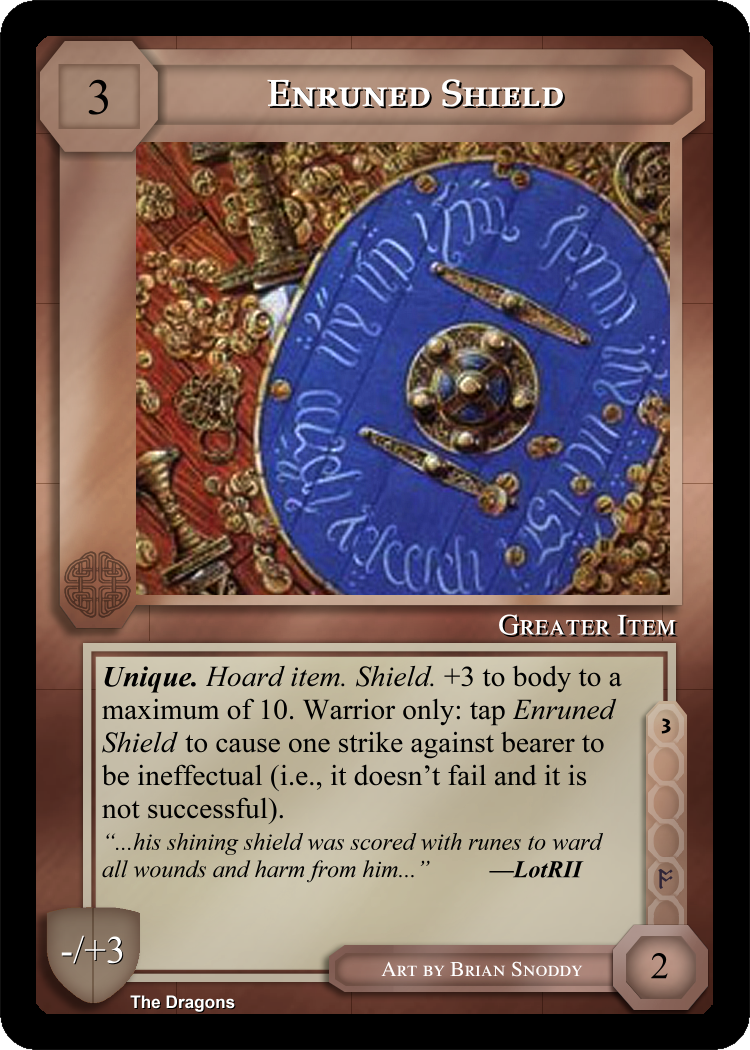 3
ENRUNED SHIELD
GREATER ITEM
Unique. Hoard item. Shield. +3 to body to a
maximum of 10. Warrior only: tap Enruned
Shield to cause one strike against bearer to
be ineffectual (i.e., it doesn't fail and it is
not successful).
"...his shining shield was scored with runes to ward
all wounds and harm from him..." —LotRII
3
-/+3
ART BY BRIAN SNODDY
2
The Dragons